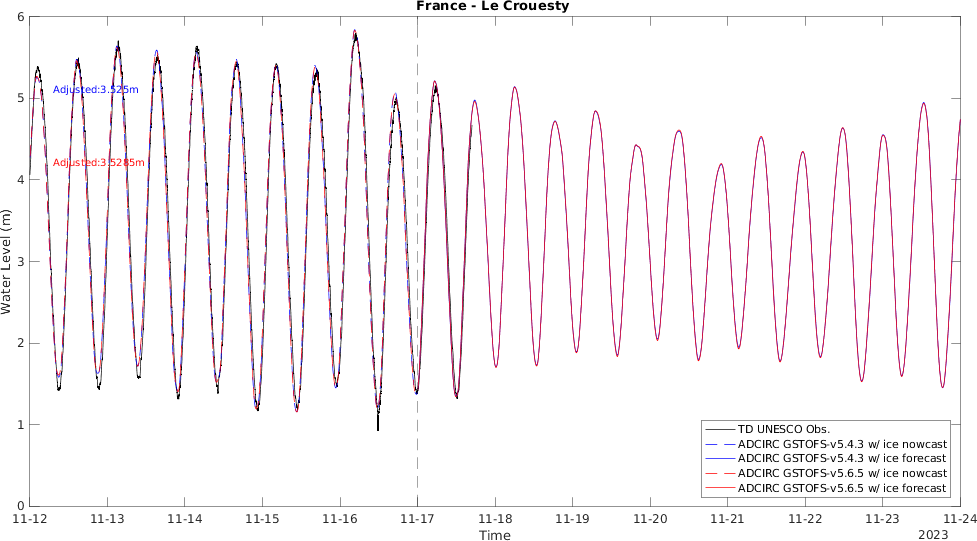 France - Le Crouesty
6
5
4
3
2
1
0
Water Level (m)
Adjusted:3.525m
Adjusted:3.5285m
TD UNESCO Obs.
ADCIRC GSTOFS-v5.4.3 w/ ice nowcast
ADCIRC GSTOFS-v5.4.3 w/ ice forecast
ADCIRC GSTOFS-v5.6.5 w/ ice nowcast
ADCIRC GSTOFS-v5.6.5 w/ ice forecast
11-12 11-13 11-14 11-15 11-16 11-17 11-18 11-19 11-20 11-21 11-22 11-23 11-24
Time
2023